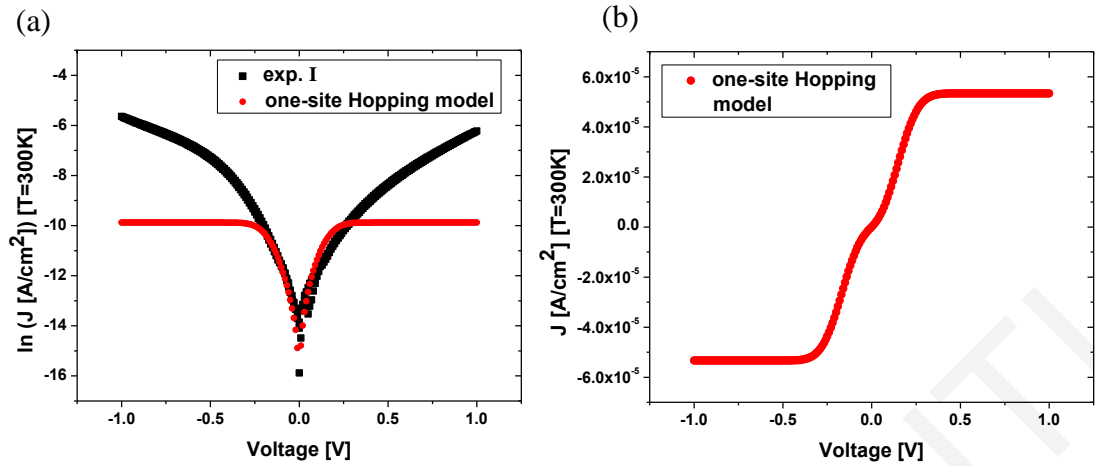 (a)
ln (J [A/cm²]) [T=300K]
-4
-6
-8
-10
-12
-14
-16
exp. I
one-site Hopping model
-1.0 -0.5 0.0 0.5 1.0
Voltage [V]
(b)
J [A/cm²] [T=300K]
6.0x10⁻⁵
4.0x10⁻⁵
2.0x10⁻⁵
0.0
-2.0x10⁻⁵
-4.0x10⁻⁵
-6.0x10⁻⁵
one-site Hopping
model
-1.0 -0.5 0.0 0.5 1.0
Voltage [V]